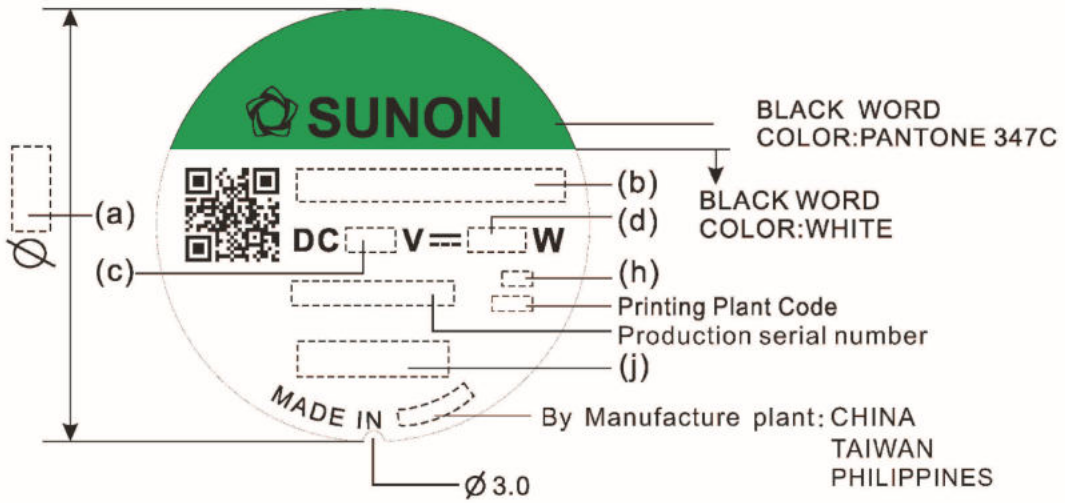 SUNON
BLACK WORD
COLOR:PANTONE 347C
(b)
(a)
BLACK WORD
COLOR:WHITE
(d)
DC V W
Ø
(c)
(h)
Printing Plant Code
Production serial number
(j)
MADE IN
By Manufacture plant: CHINA
TAIWAN
PHILIPPINES
Ø 3.0